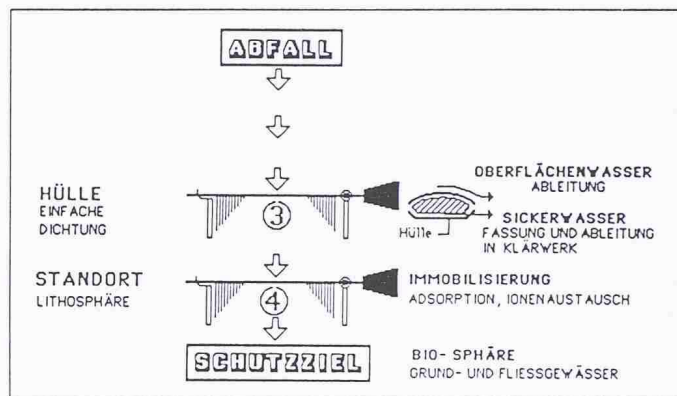 ABFALL
HÜLLE
EINFACHE
DICHTUNG
3
OBERFLÄCHENWASSER
ABLEITUNG
Hülle
SICKERWASSER
FASSUNG UND ABLEITUNG
IN KLÄRWERK
STANDORT
LITHOSPHÄRE
4
IMMOBILISIERUNG
ADSORPTION, IONENAUSTAUSCH
SCHUTZZIEL
BIO-SPHÄRE
GRUND- UND FLIESSGEWÄSSER